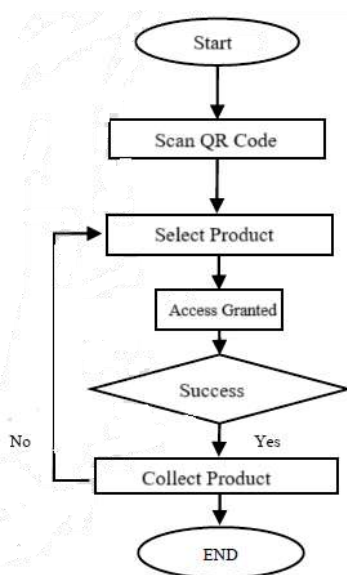 Start
Scan QR Code
Select Product
Access Granted
Success
No
Yes
Collect Product
END